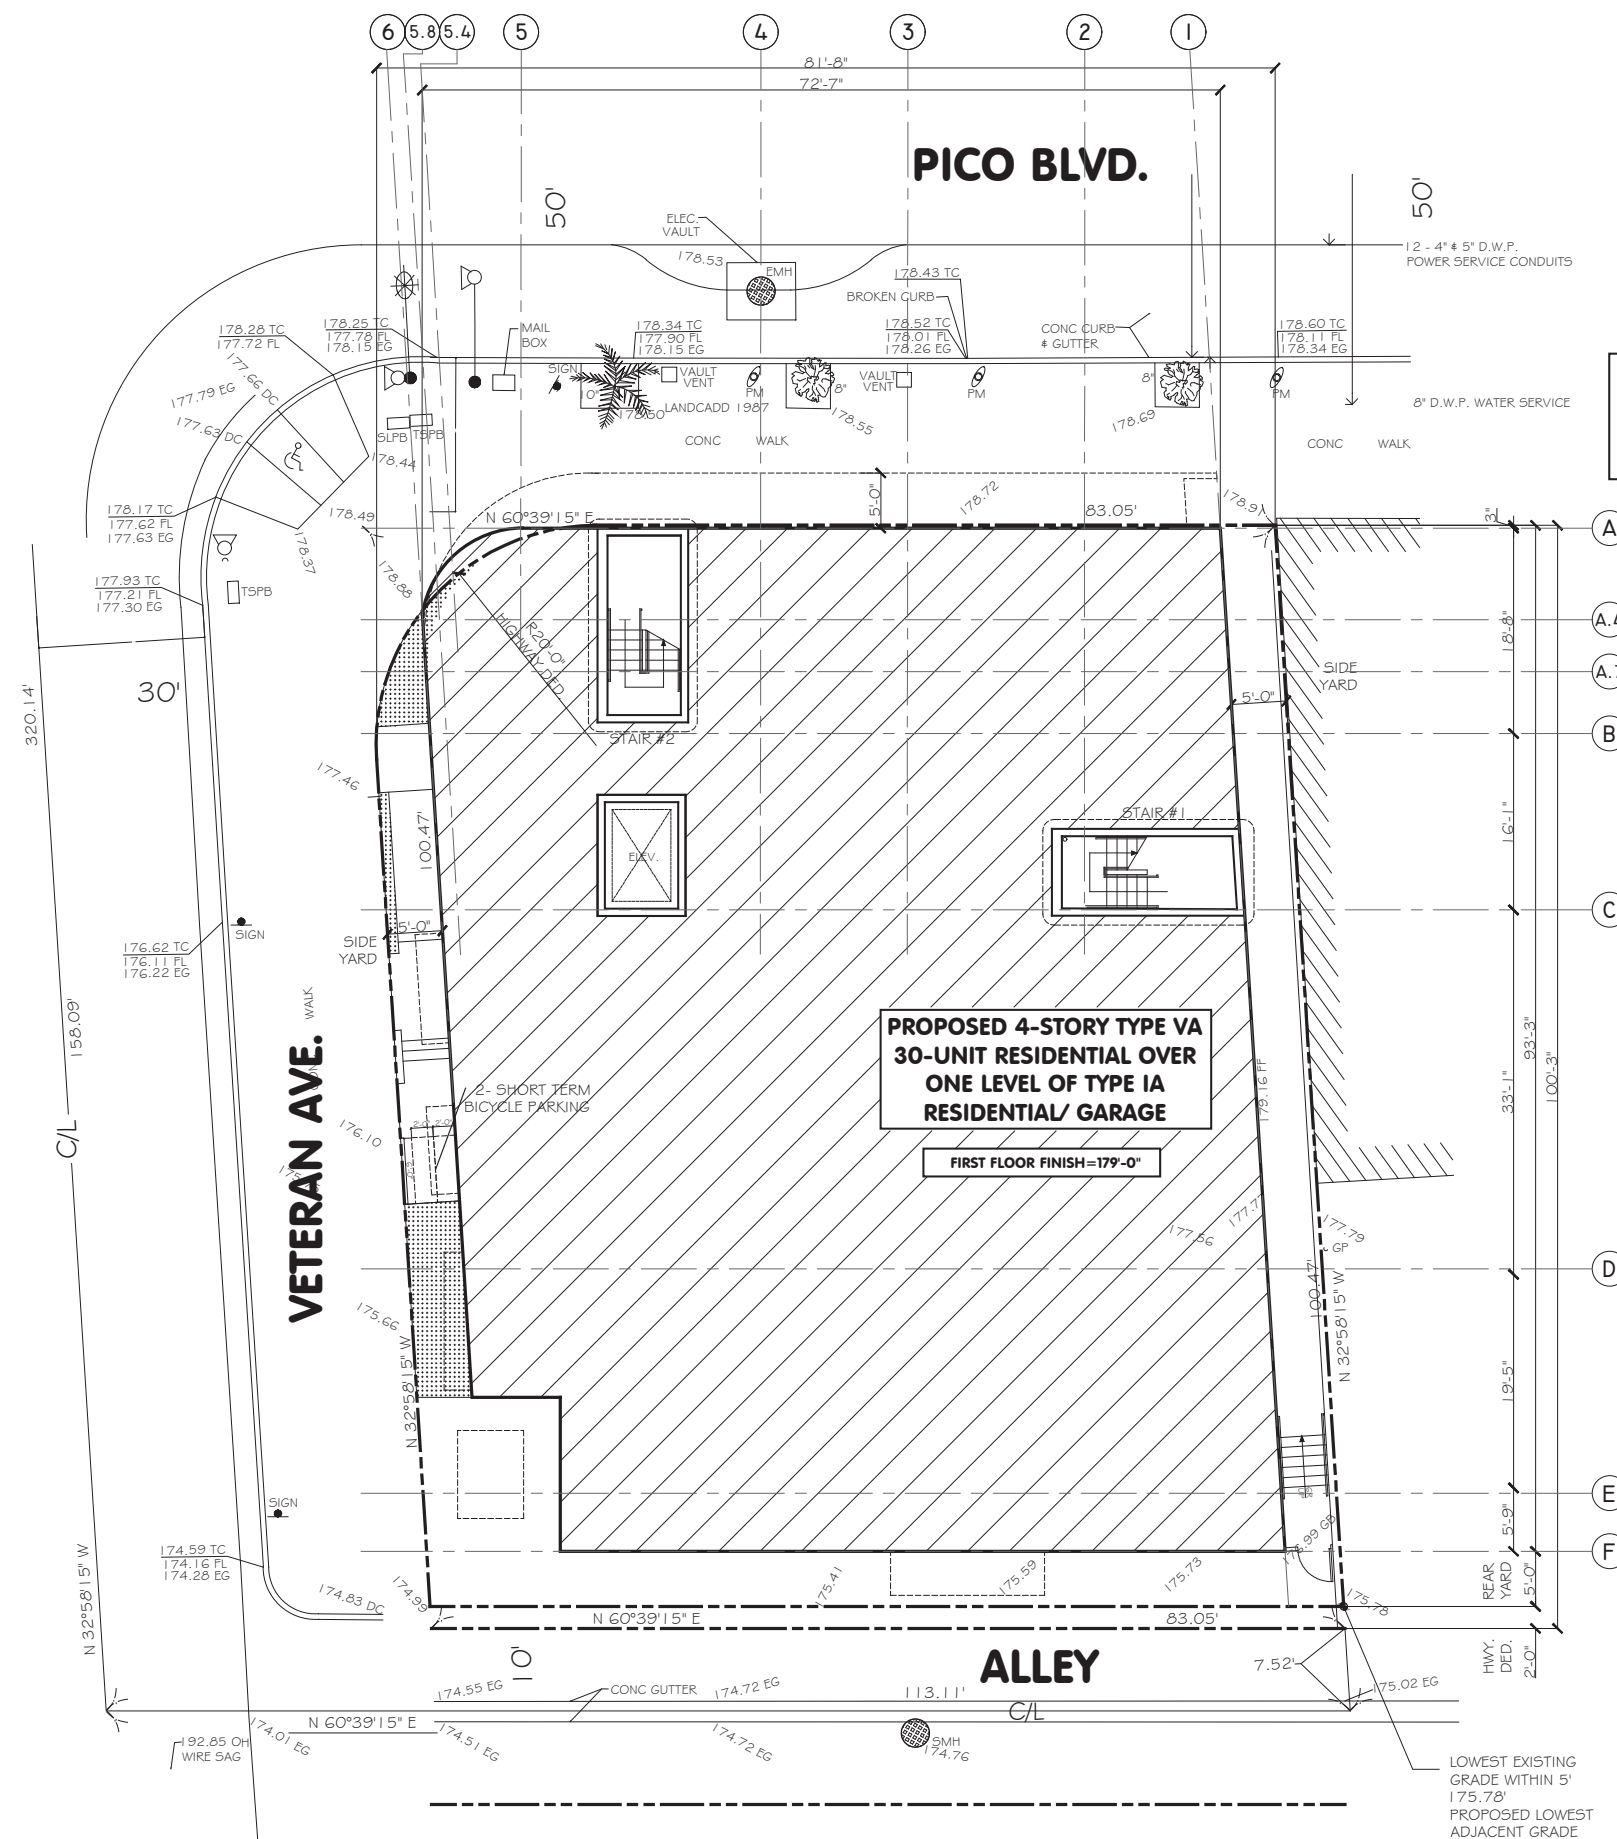 6 5.8 5.4 5 4 3 2 1
81'-8"
72'-7"
PICO BLVD.
50'
50'
ELEC.
VAULT
178.53
EMH
178.43 TC
BROKEN CURB
12 - 4" & 5" D.W.P.
POWER SERVICE CONDUITS
178.28 TC
177.72 FL
178.25 TC
177.78 FL
178.15 EG
MAIL
BOX
178.34 TC
177.90 FL
178.15 EG
178.52 TC
178.01 FL
178.26 EG
CONC CURB
& GUTTER
178.60 TC
178.11 FL
178.34 EG
177.66 DC
177.79 EG
177.63 DC
SIGN
10"
VAULT
VENT
PM
8"
VAULT
VENT
PM
8"
PM
LANDCADD 1987
178.50
178.55
178.69
8" D.W.P. WATER SERVICE
SLPB
TSPB
178.44
CONC WALK
CONC WALK
178.17 TC
177.62 FL
177.63 EG
178.49
178.37
N 60°39'15" E
5'-0"
178.72
83.05'
178.91
3"
A
177.93 TC
177.21 FL
177.30 EG
TSPB
178.88
R20'-0"
HIGHWAY DED
18'-8"
A.4
SIDE
YARD
5'-0"
A.7
30'
320.14'
STAIR #2
B
177.46
100.47'
STAIR #1
16'-1"
ELEV.
C
SIGN
5'-0"
SIDE
YARD
176.62 TC
176.11 FL
176.22 EG
WALK
158.09'
C/L
VETERAN AVE.
PROPOSED 4-STORY TYPE VA
30-UNIT RESIDENTIAL OVER
ONE LEVEL OF TYPE IA
RESIDENTIAL/ GARAGE
FIRST FLOOR FINISH=179'-0"
179.16 FF
93'-3"
100'-3"
33'-1"
2- SHORT TERM
BICYCLE PARKING
2'-0" 2'-0"
176.10
177.56
177.79
GP
D
175.66
N 32°58'15" W
100.47'
N 32°58'15" W
19'-5"
E
SIGN
5'-9"
F
174.59 TC
174.16 FL
174.28 EG
N 32°58'15" W
174.83 DC
174.99
175.41
175.59
175.73
175.78
REAR
YARD
5'-0"
N 60°39'15" E
83.05'
HWY.
DED.
2'-0"
10'
ALLEY
7.52'
174.55 EG
CONC GUTTER
174.72 EG
113.11'
175.02 EG
C/L
N 60°39'15" E
174.01 EG
174.51 EG
174.72 EG
SMH
174.76
192.85 OH
WIRE SAG
LOWEST EXISTING
GRADE WITHIN 5'
175.78'
PROPOSED LOWEST
ADJACENT GRADE